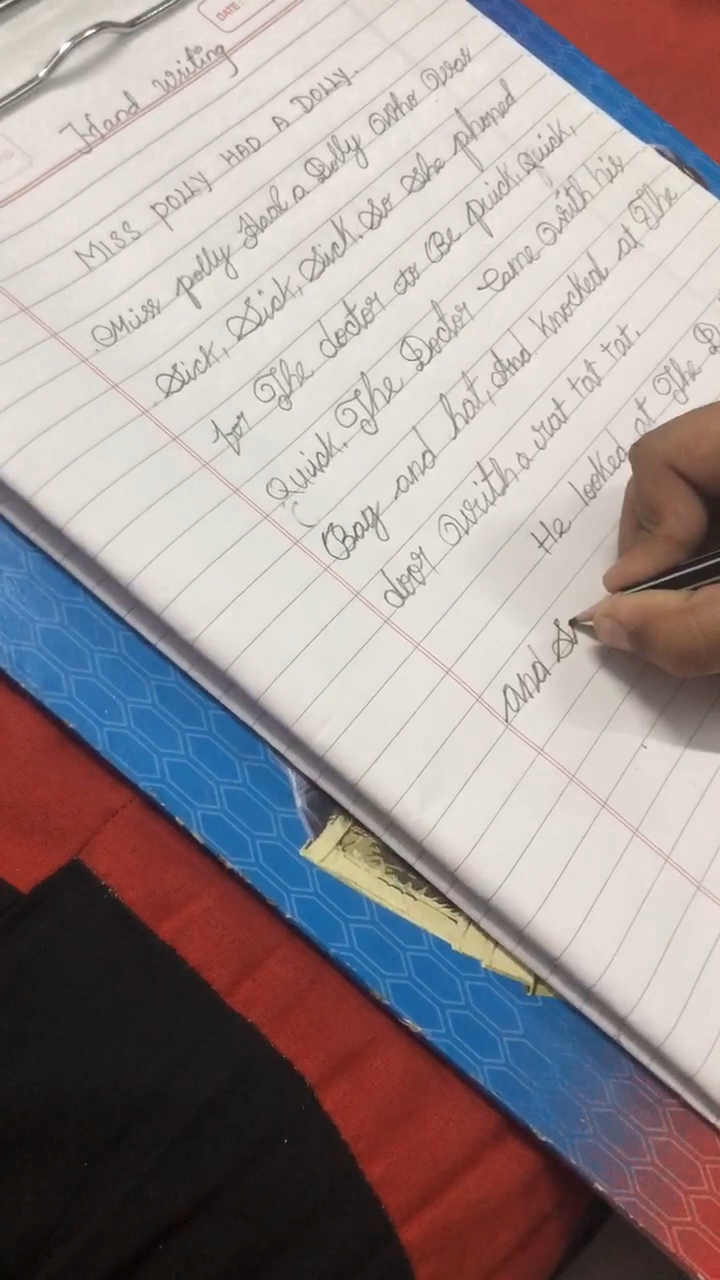 DATE:
Hand Writing
MISS POLLY HAD A DOLLY.
Miss polly Had a Dolly Who Was
Sick, Sick, Sick. So She phoned
for The doctor to Be quick, Quick,
Quick. The Doctor Came With his
Bag and hat, And Knocked at The
door With a rat tat tat.
He looked at The
and